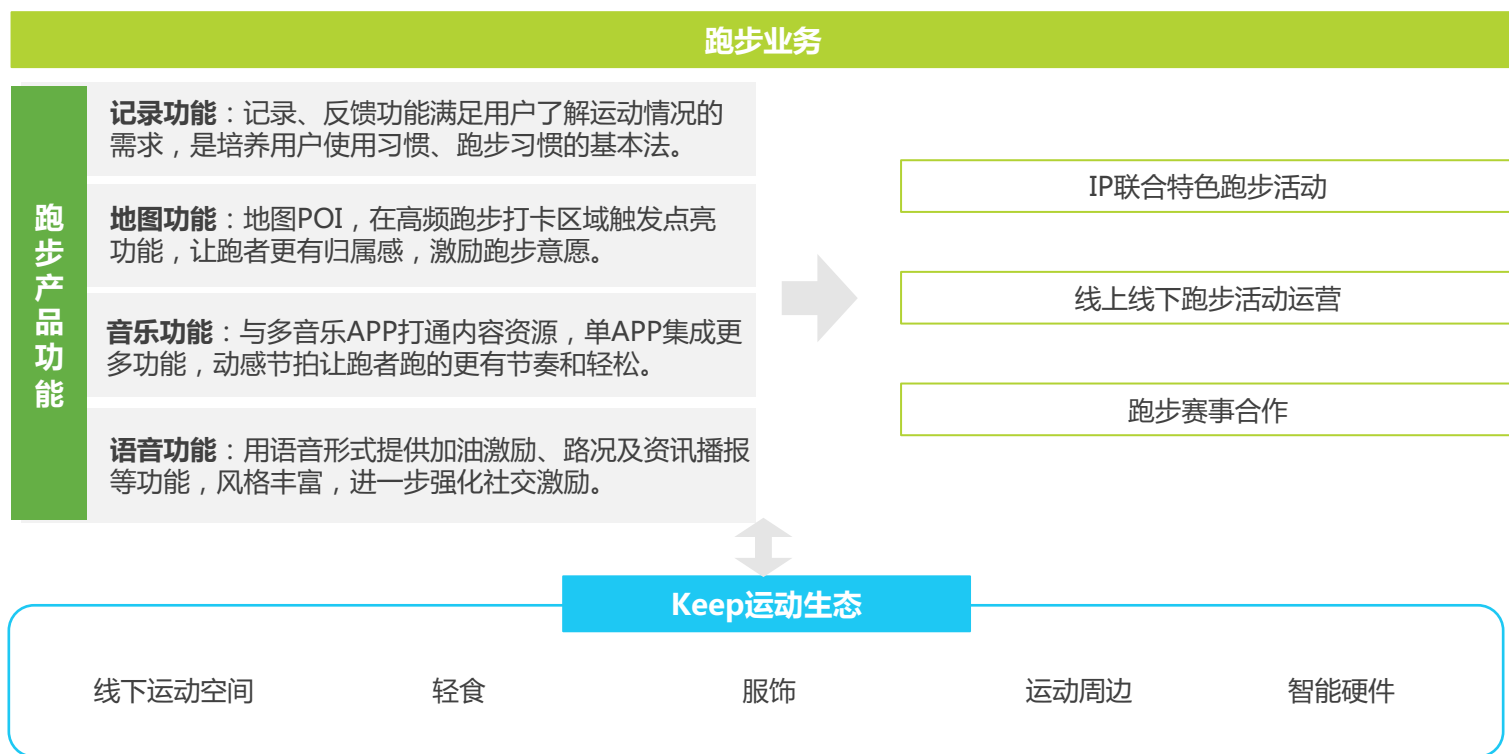 跑步业务
跑步产品功能
记录功能：记录、反馈功能满足用户了解运动情况的
需求，是培养用户使用习惯、跑步习惯的基本法。
地图功能：地图POI，在高频跑步打卡区域触发点亮
功能，让跑者更有归属感，激励跑步意愿。
音乐功能：与多音乐APP打通内容资源，单APP集成更
多功能，动感节拍让跑者跑的更有节奏和轻松。
语音功能：用语音形式提供加油激励、路况及资讯播报
等功能，风格丰富，进一步强化社交激励。
IP联合特色跑步活动
线上线下跑步活动运营
跑步赛事合作
Keep运动生态
线下运动空间
轻食
服饰
运动周边
智能硬件